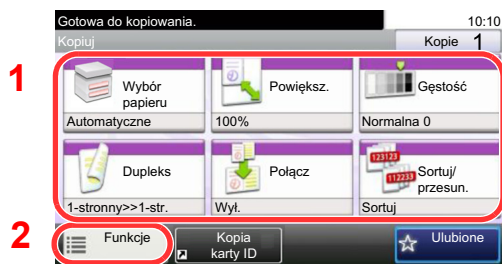 Gotowa do kopiowania.
10:10
Kopiuj
Kopie 1
1
Wybór
papieru
Automatyczne
Powiększ.
100%
Gęstość
Normalna 0
Dupleks
1-stronny>>1-str.
Połącz
Wył.
123123
112233
Sortuj/
przesun.
Sortuj
2
Funkcje
Kopia
karty ID
Ulubione